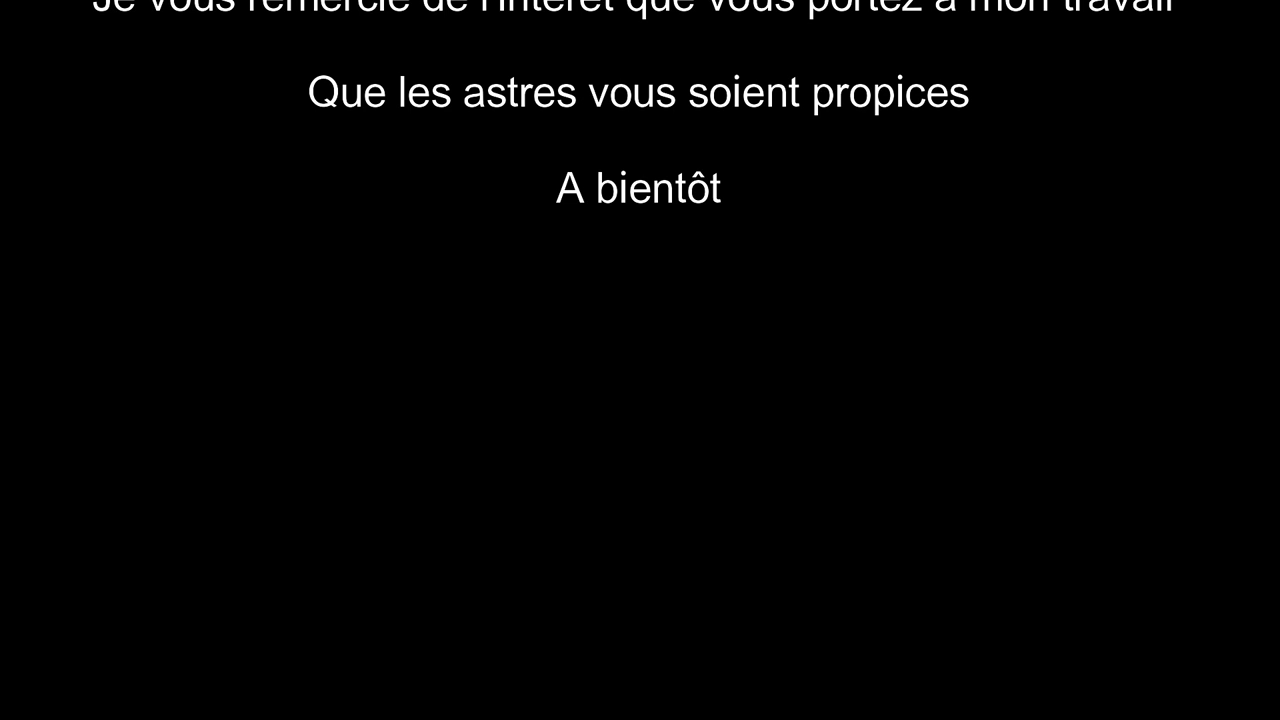 Je vous remercie de l'intérêt que vous portez à mon travail
Que les astres vous soient propices
A bientôt